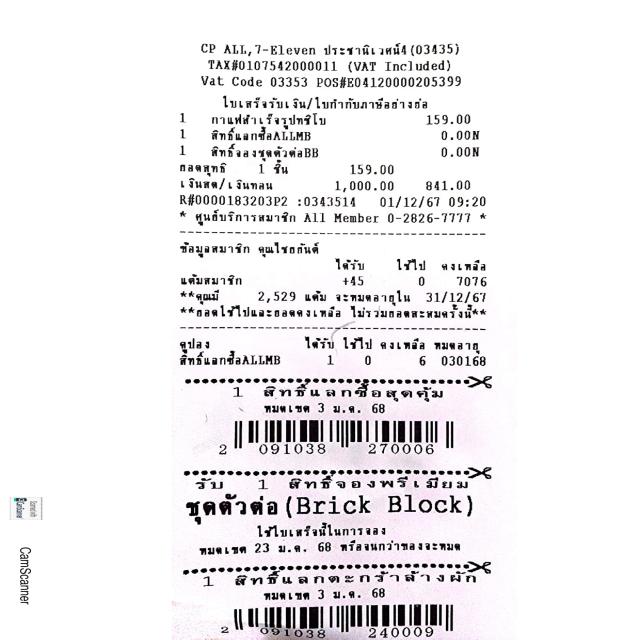 CP ALL,7-Eleven ประชานิเวศน์4(03435)
TAX#0107542000011 (VAT Included)
Vat Code 03353 POS#E04120000205399
ใบเสร็จรับเงิน/ใบกำกับภาษีอย่างย่อ
1 กาแฟสำเร็จรูปทรีโบ 159.00
1 สิทธิ์แลกซื้อALLMB 0.00N
1 สิทธิ์จองชุดตัวต่อBB 0.00N
ยอดสุทธิ 1 ชิ้น 159.00
เงินสด/เงินทอน 1,000.00 841.00
R#0000183203P2 :0343514 01/12/67 09:20
* ศูนย์บริการสมาชิก All Member 0-2826-7777 *
ข้อมูลสมาชิก คุณไชยยันต์
ได้รับ ใช้ไป คงเหลือ
แต้มสมาชิก +45 0 7076
**คุณมี 2,529 แต้ม จะหมดอายุใน 31/12/67
**ยอดใช้ไปและยอดคงเหลือ ไม่รวมยอดสะสมครั้งนี้**
คูปอง ได้รับ ใช้ไป คงเหลือ หมดอายุ
สิทธิ์แลกซื้อALLMB 1 0 6 030168
1 สิทธิ์แลกซื้อสุดคุ้ม
หมดเขต 3 ม.ค. 68
2 091038 270006
รับ 1 สิทธิ์จองพรีเมียม
ชุดตัวต่อ(Brick Block)
ใช้ใบเสร็จนี้ในการจอง
หมดเขต 23 ม.ค. 68 หรือจนกว่าของจะหมด
1 สิทธิ์แลกตะกร้าล้างผัก
หมดเขต 3 ม.ค. 68
2 091038 240009
CamScanner